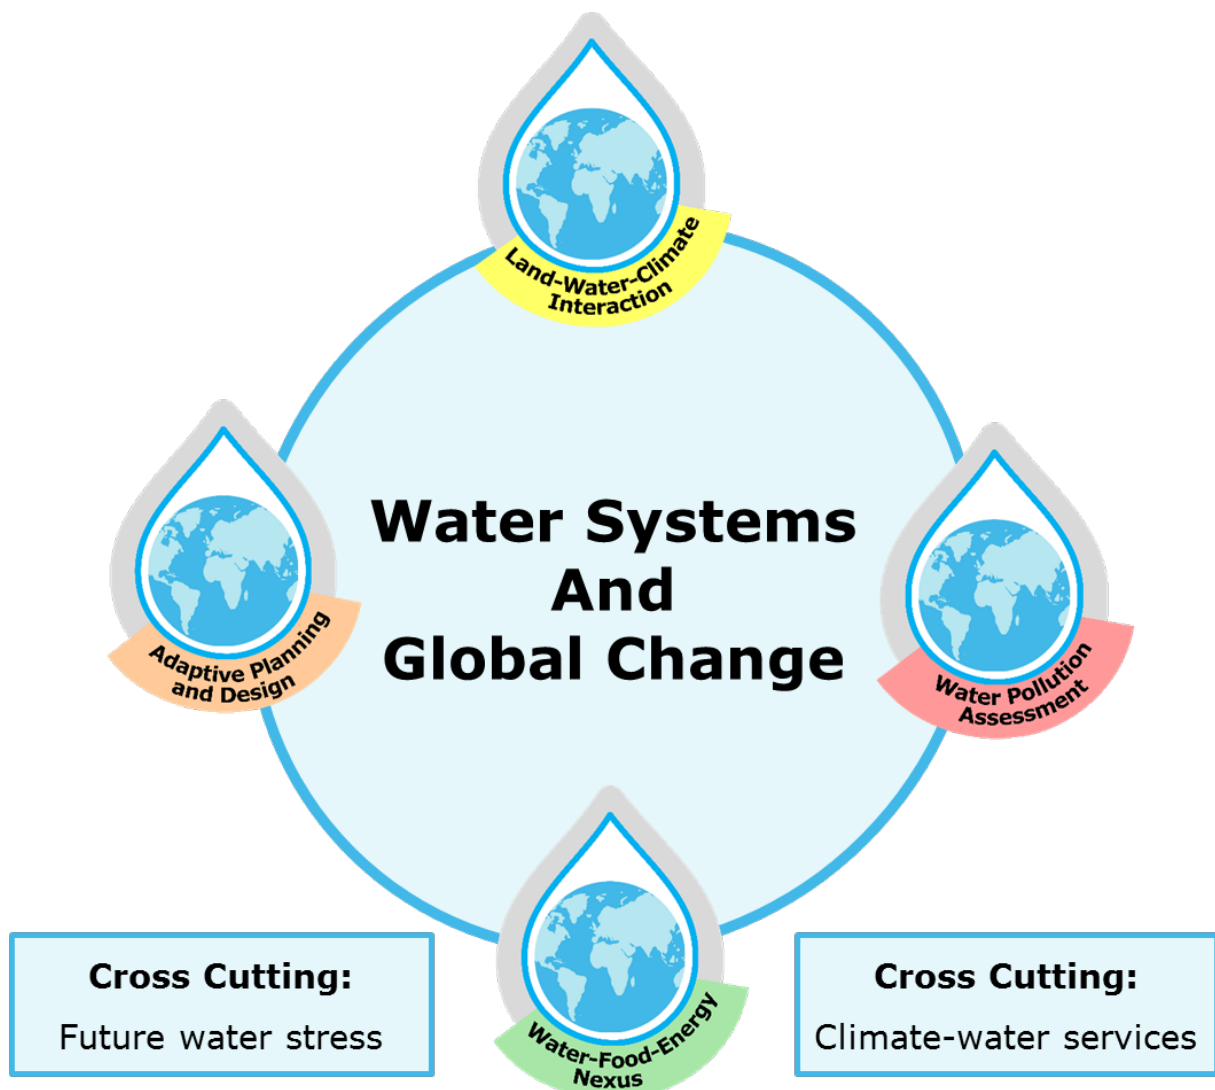 Land-Water-Climate
Interaction
Water Systems
And
Global Change
Adaptive Planning
and Design
Water Pollution
Assessment
Water-Food-Energy
Nexus
Cross Cutting:
Future water stress
Cross Cutting:
Climate-water services